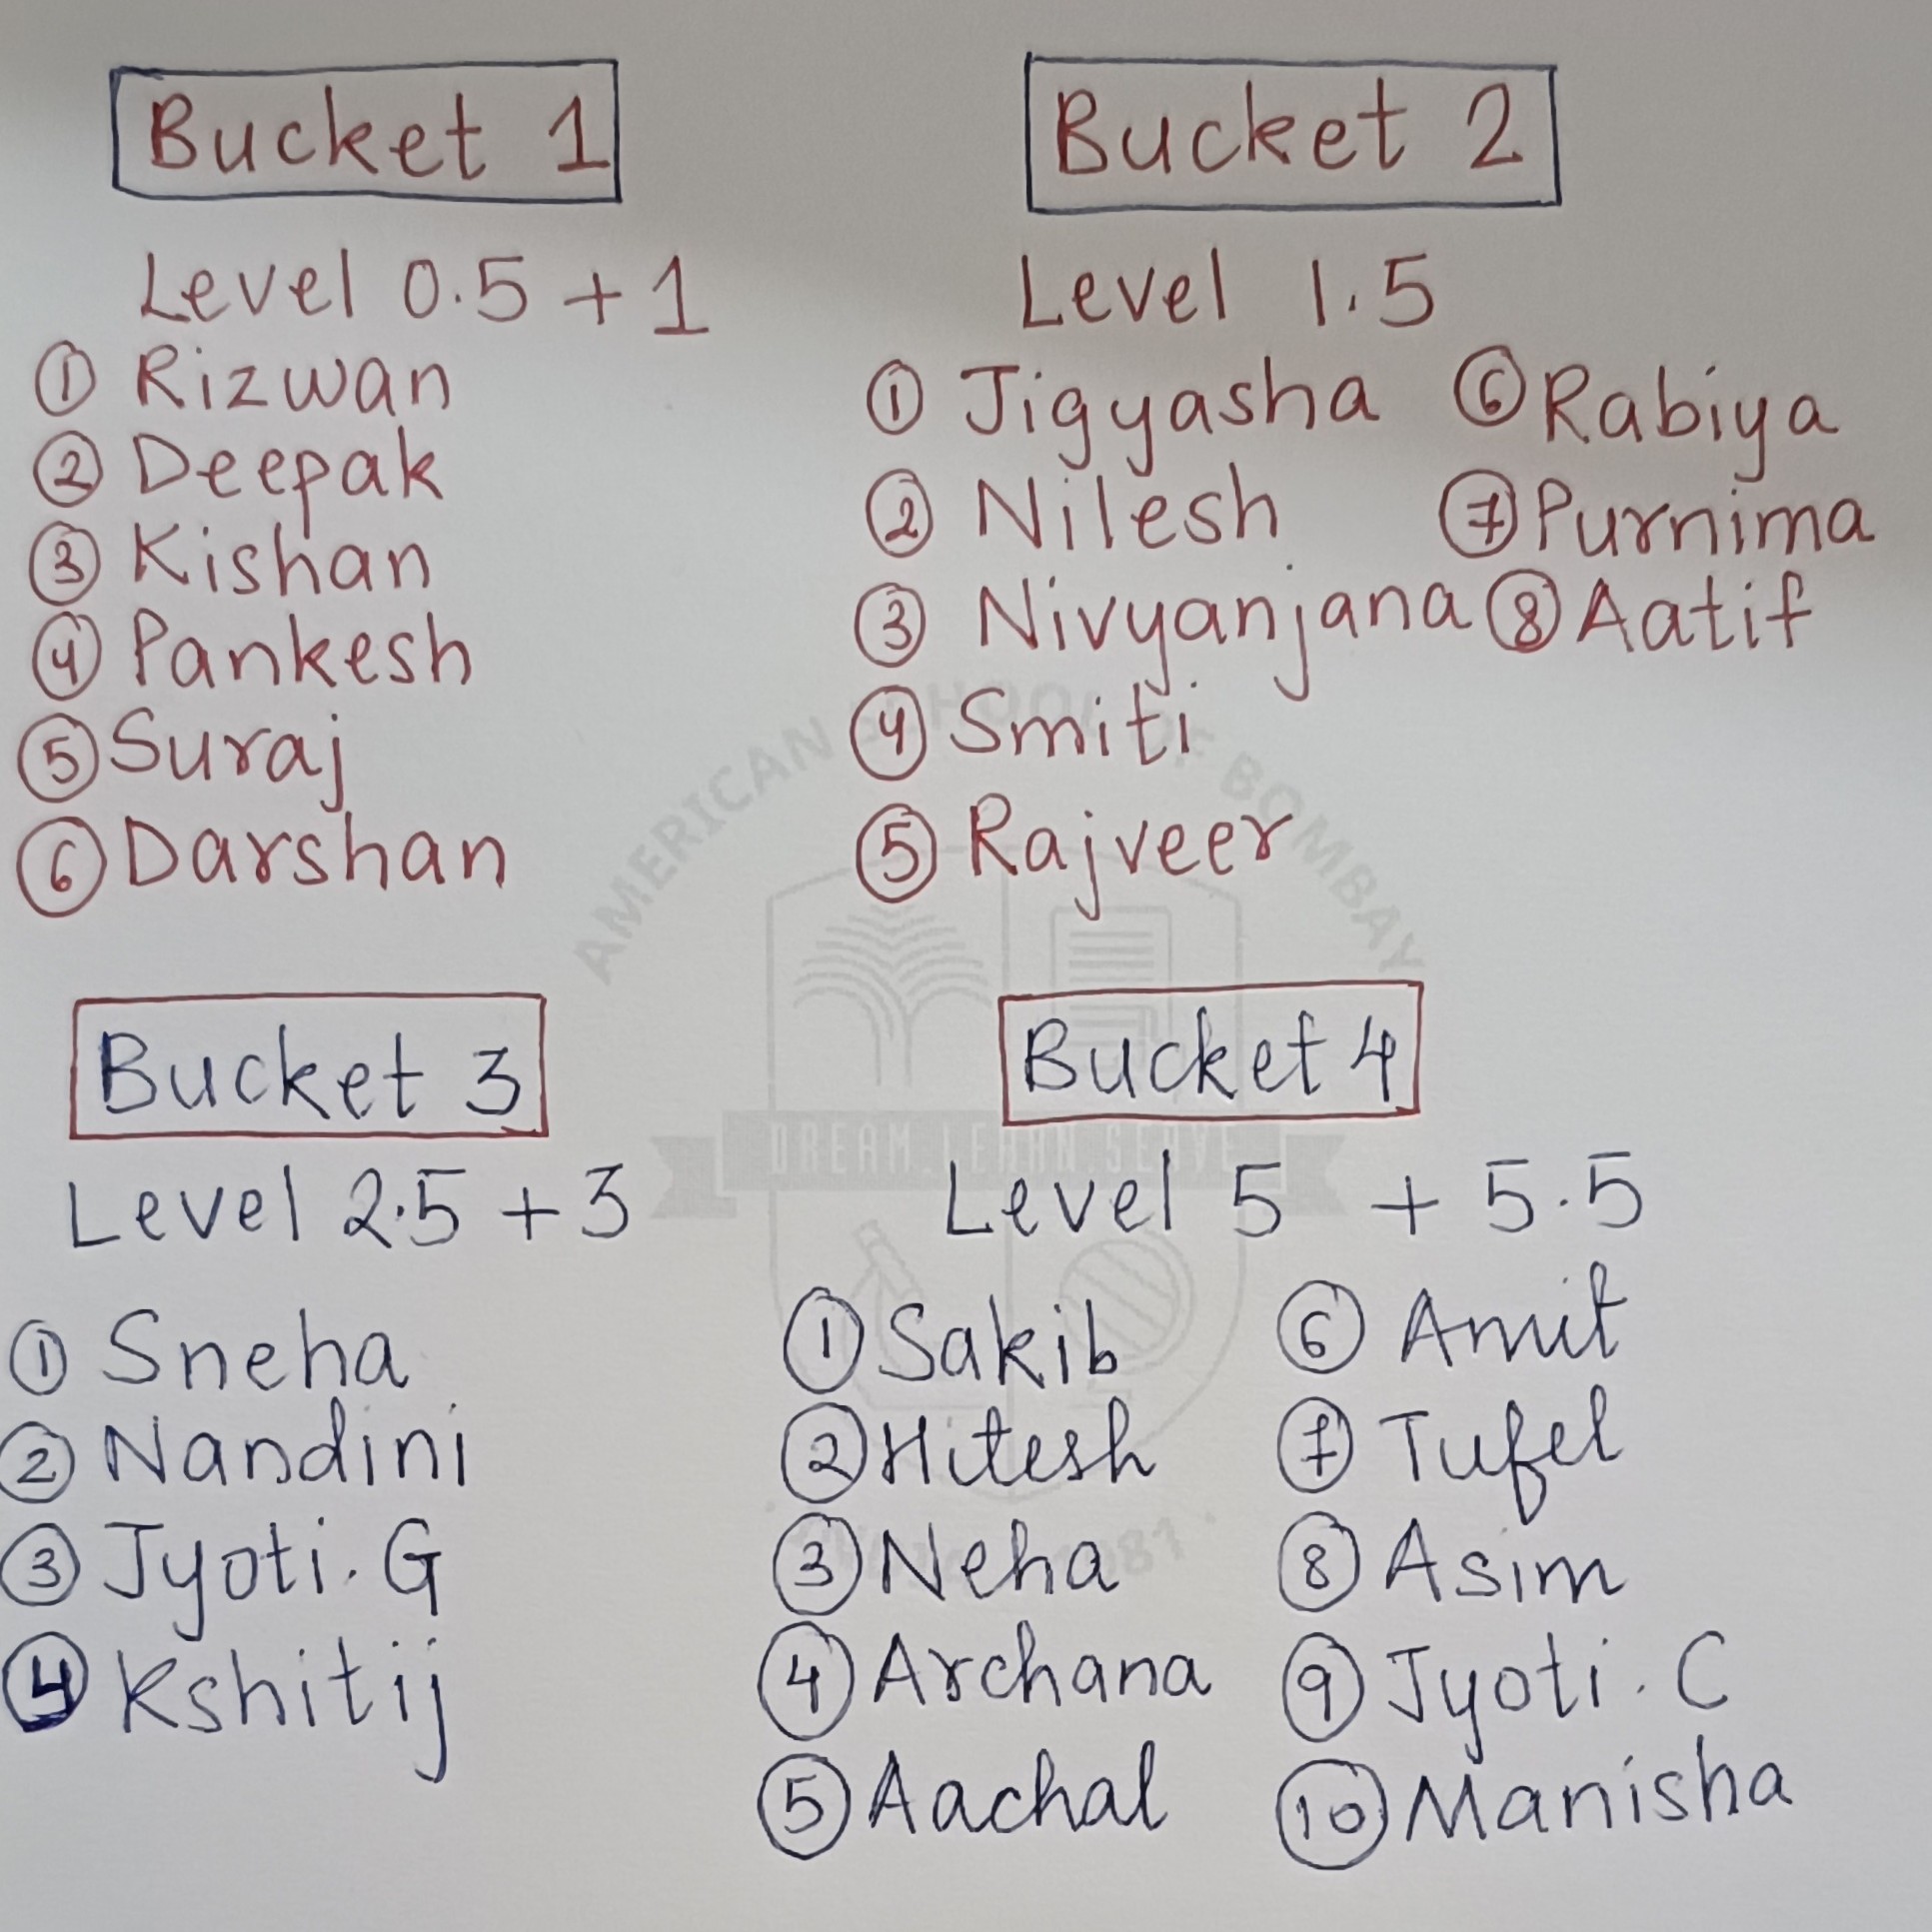 Bucket 1
Level 0.5 + 1
① Rizwan
② Deepak
③ Kishan
④ Pankesh
⑤ Suraj
⑥ Darshan
Bucket 2
Level 1.5
① Jigyasha ⑥ Rabiya
② Nilesh ⑦ Purnima
③ Nivyanjana ⑧ Aatif
④ Smiti
⑤ Rajveer
Bucket 3
Level 2.5 + 3
① Sneha
② Nandini
③ Jyoti. G
④ Kshitij
Bucket 4
Level 5 + 5.5
① Sakib ⑥ Amit
② Hitesh ⑦ Tufel
③ Neha ⑧ Asim
④ Archana ⑨ Jyoti. C
⑤ Aachal ⑩ Manisha
AMERICAN SCHOOL OF BOMBAY
DREAM. LEARN. SERVE